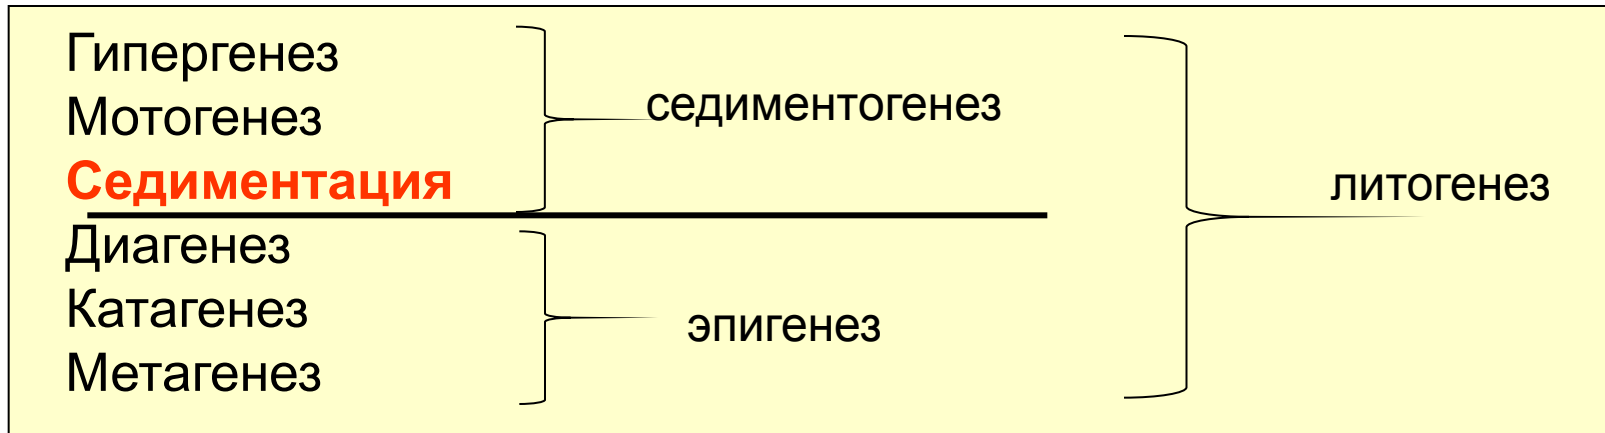 Гипергенез
Мотогенез
Седиментация
Диагенез
Катагенез
Метагенез
седиментогенез
эпигенез
литогенез